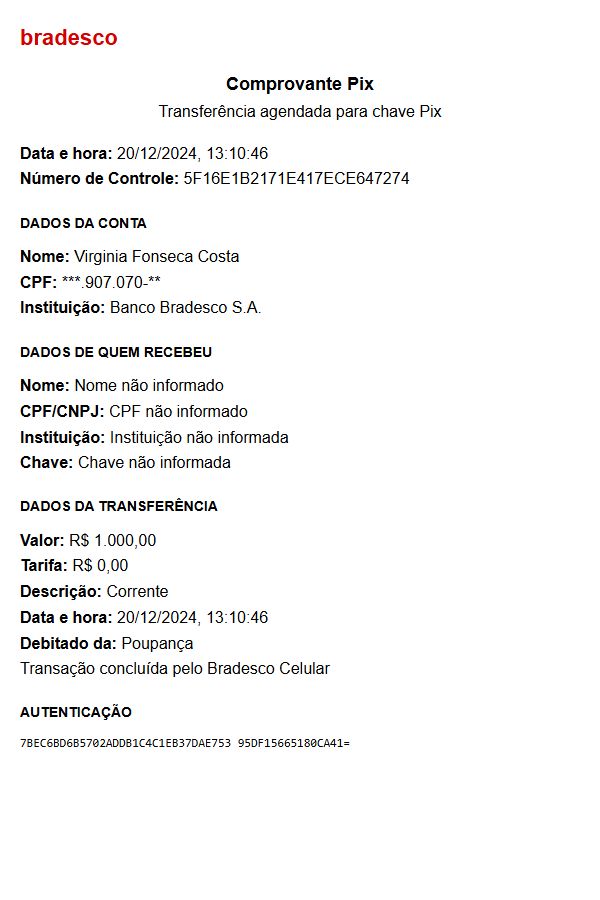 bradesco
Comprovante Pix
Transferência agendada para chave Pix
Data e hora: 20/12/2024, 13:10:46
Número de Controle: 5F16E1B2171E417ECE647274
DADOS DA CONTA
Nome: Virginia Fonseca Costa
CPF: ***.907.070-**
Instituição: Banco Bradesco S.A.
DADOS DE QUEM RECEBEU
Nome: Nome não informado
CPF/CNPJ: CPF não informado
Instituição: Instituição não informada
Chave: Chave não informada
DADOS DA TRANSFERÊNCIA
Valor: R$ 1.000,00
Tarifa: R$ 0,00
Descrição: Corrente
Data e hora: 20/12/2024, 13:10:46
Debitado da: Poupança
Transação concluída pelo Bradesco Celular
AUTENTICAÇÃO
7BEC6BD6B5702ADDB1C4C1EB37DAE753 95DF15665180CA41=